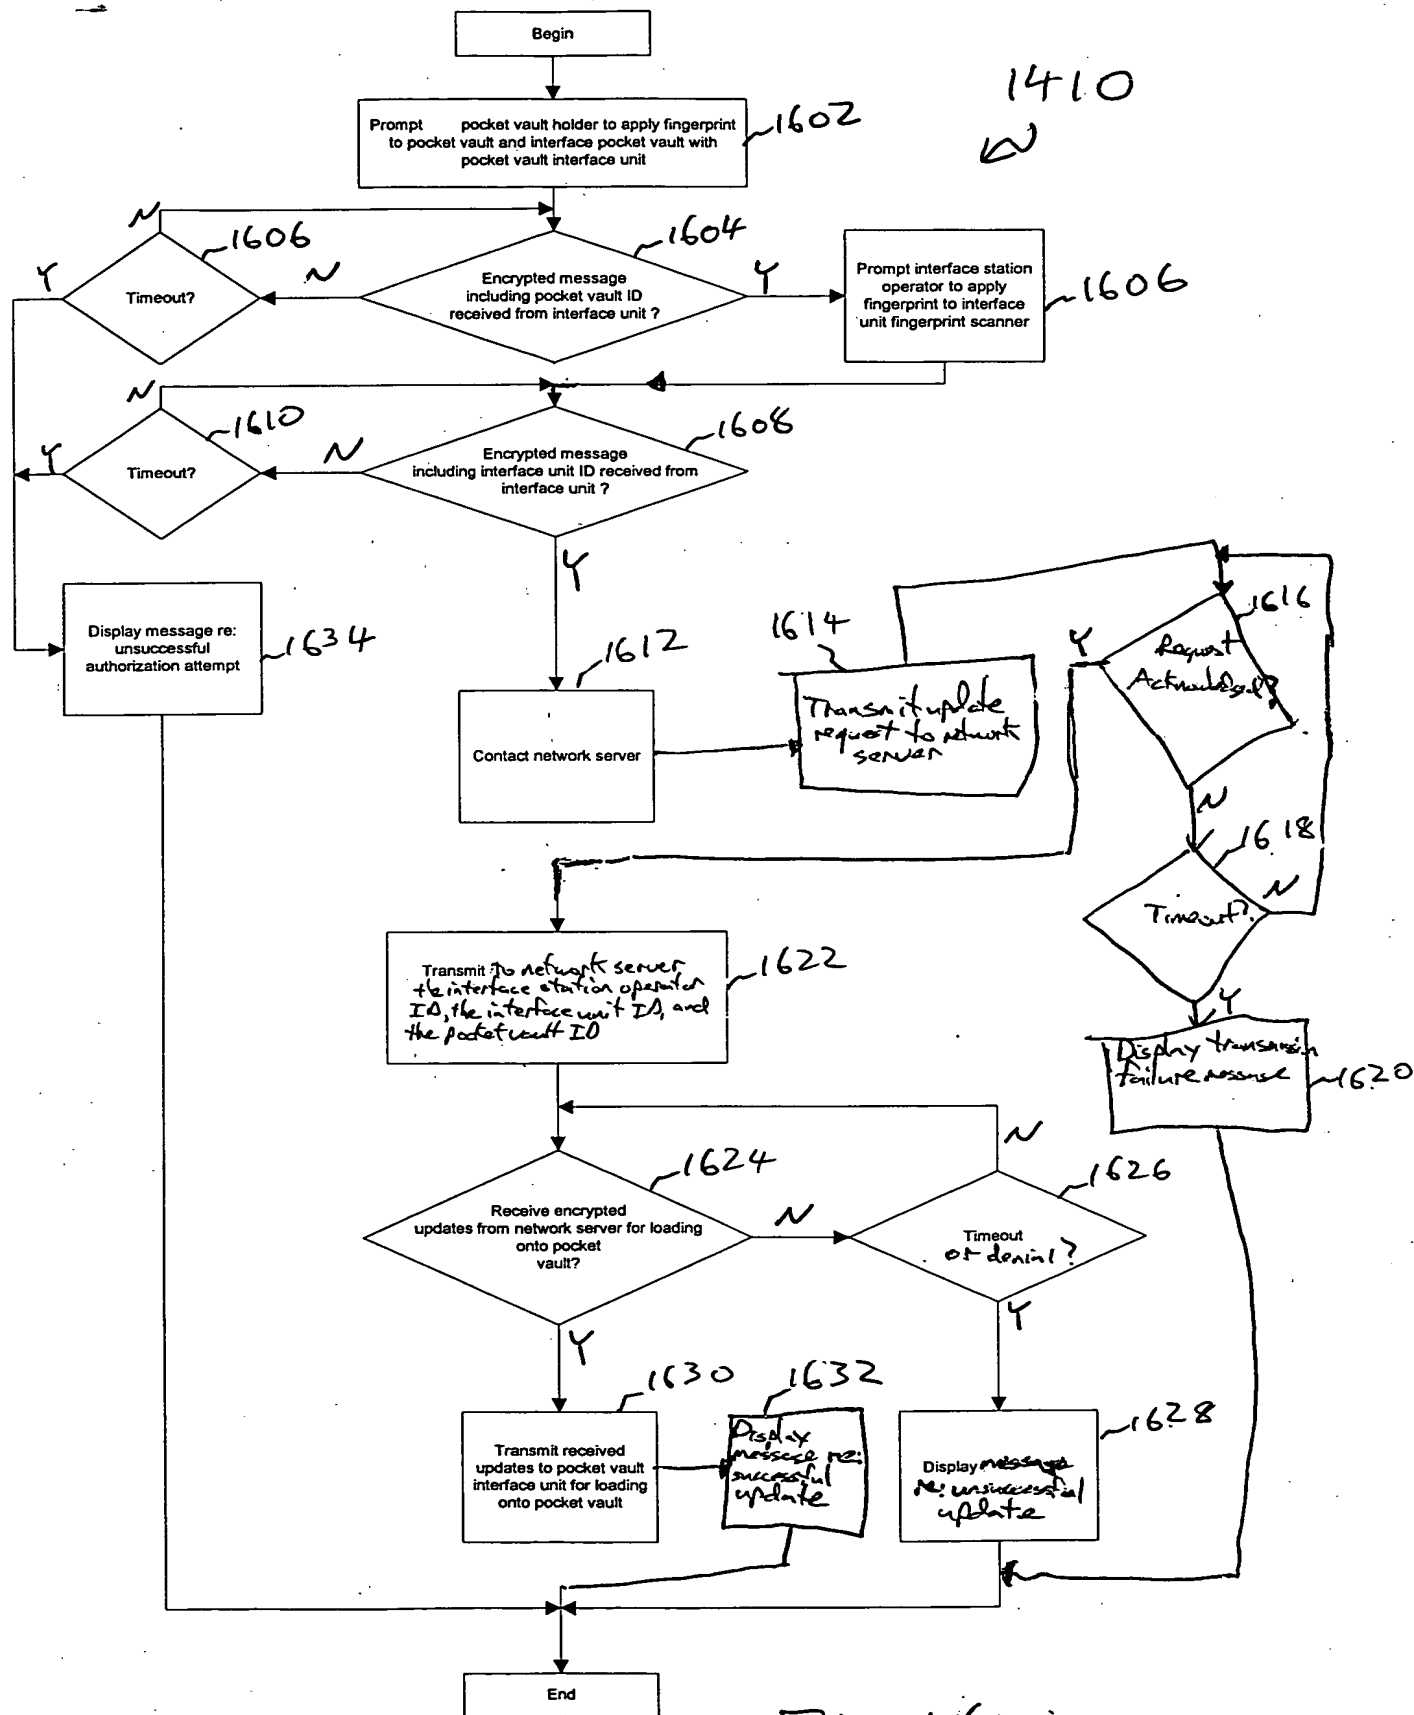 Begin
1410
Prompt pocket vault holder to apply fingerprint
to pocket vault and interface pocket vault with
pocket vault interface unit
1602
N
1606
1604
Y
Timeout?
N
Encrypted message
including pocket vault ID
received from interface unit ?
Y
Prompt interface station
operator to apply
fingerprint to interface
unit fingerprint scanner
1606
N
1610
1608
Y
Timeout?
N
Encrypted message
including interface unit ID received from
interface unit ?
Y
Display message re:
unsuccessful
authorization attempt
1634
1612
Contact network server
1614
Transmit update
request to network
server
1616
Y
Request
Acknowledged?
N
1618
Timeout?
N
Y
Display transmission
failure message
1620
Transmit to network server
the interface station operator
ID, the interface unit ID, and
the pocket vault ID
1622
N
1624
1626
Receive encrypted
updates from network server for loading
onto pocket
vault?
N
Timeout
or denial?
Y
Y
1630
Transmit received
updates to pocket vault
interface unit for loading
onto pocket vault
1632
Display
message re:
successful
update
1628
Display message
re: unsuccessful
update
End